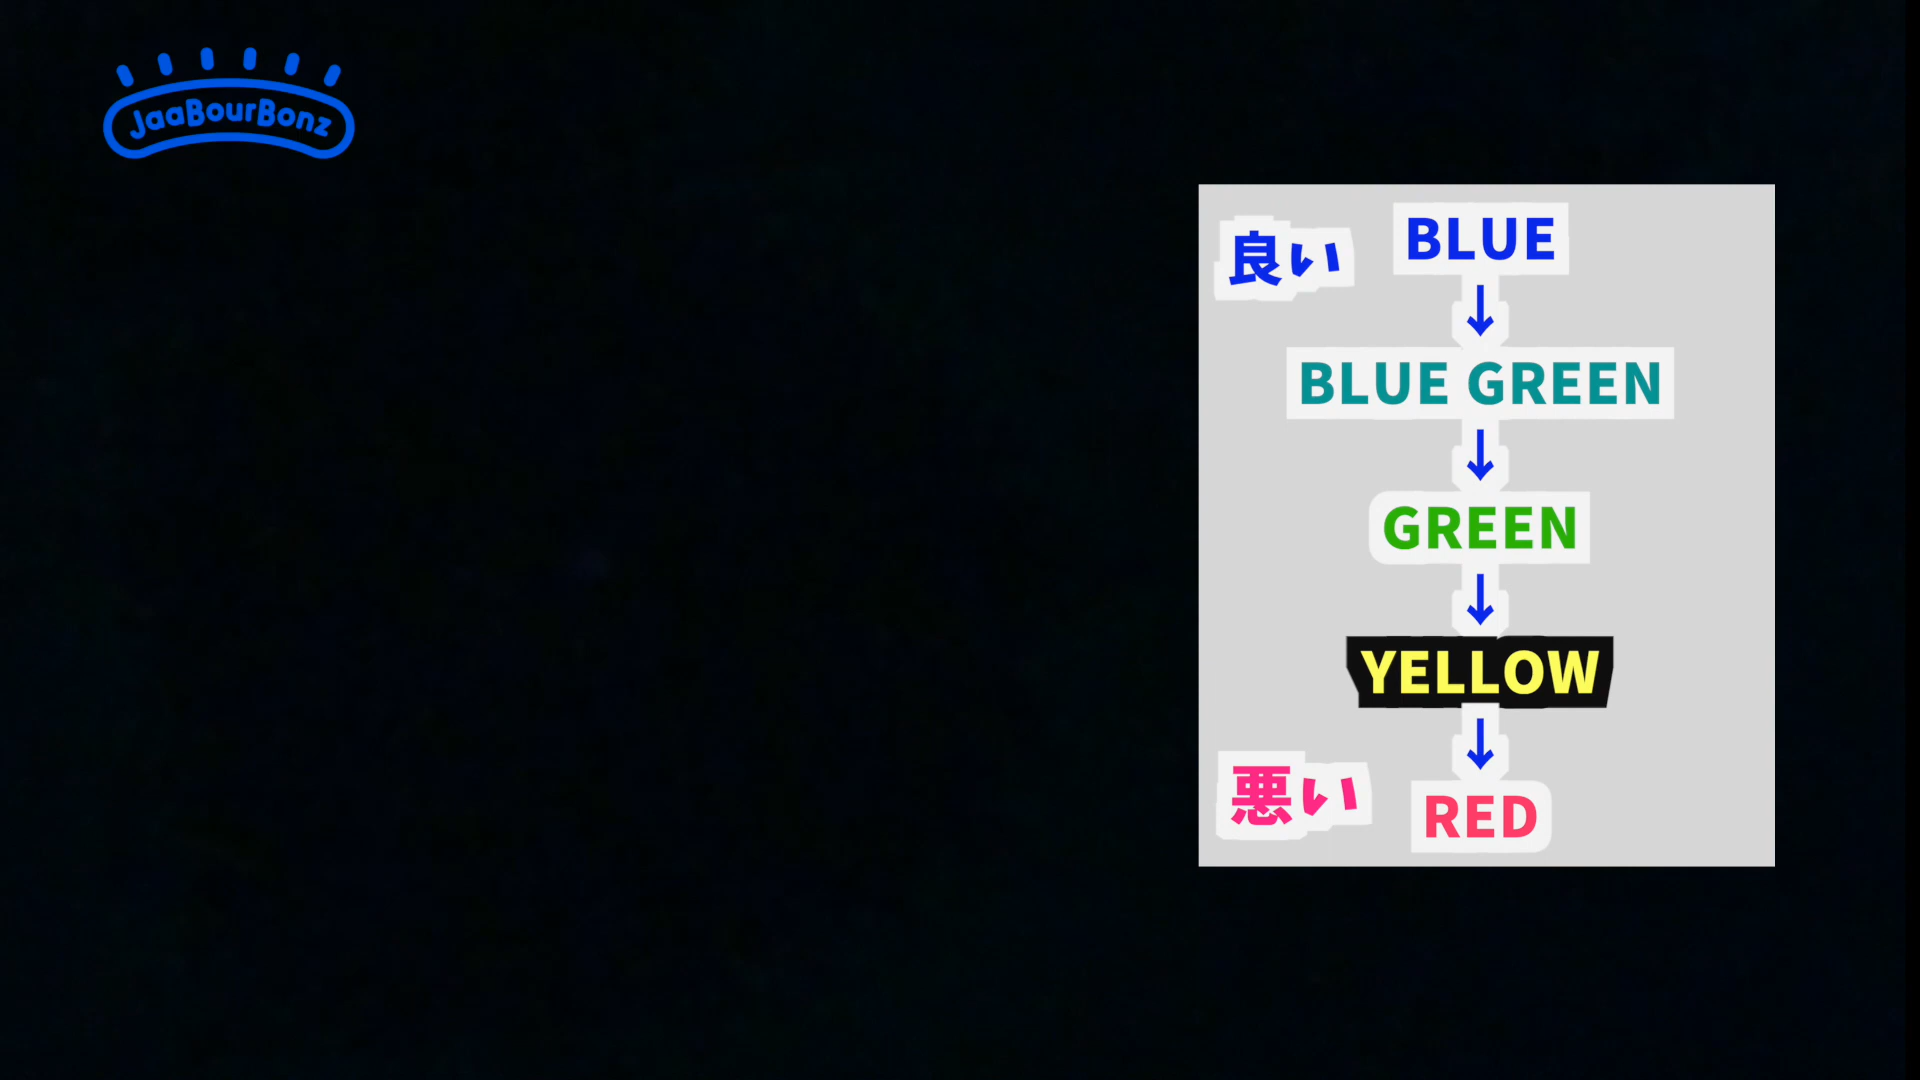 JaaBourBonz
良い
BLUE
↓
BLUE GREEN
↓
GREEN
↓
YELLOW
↓
悪い
RED